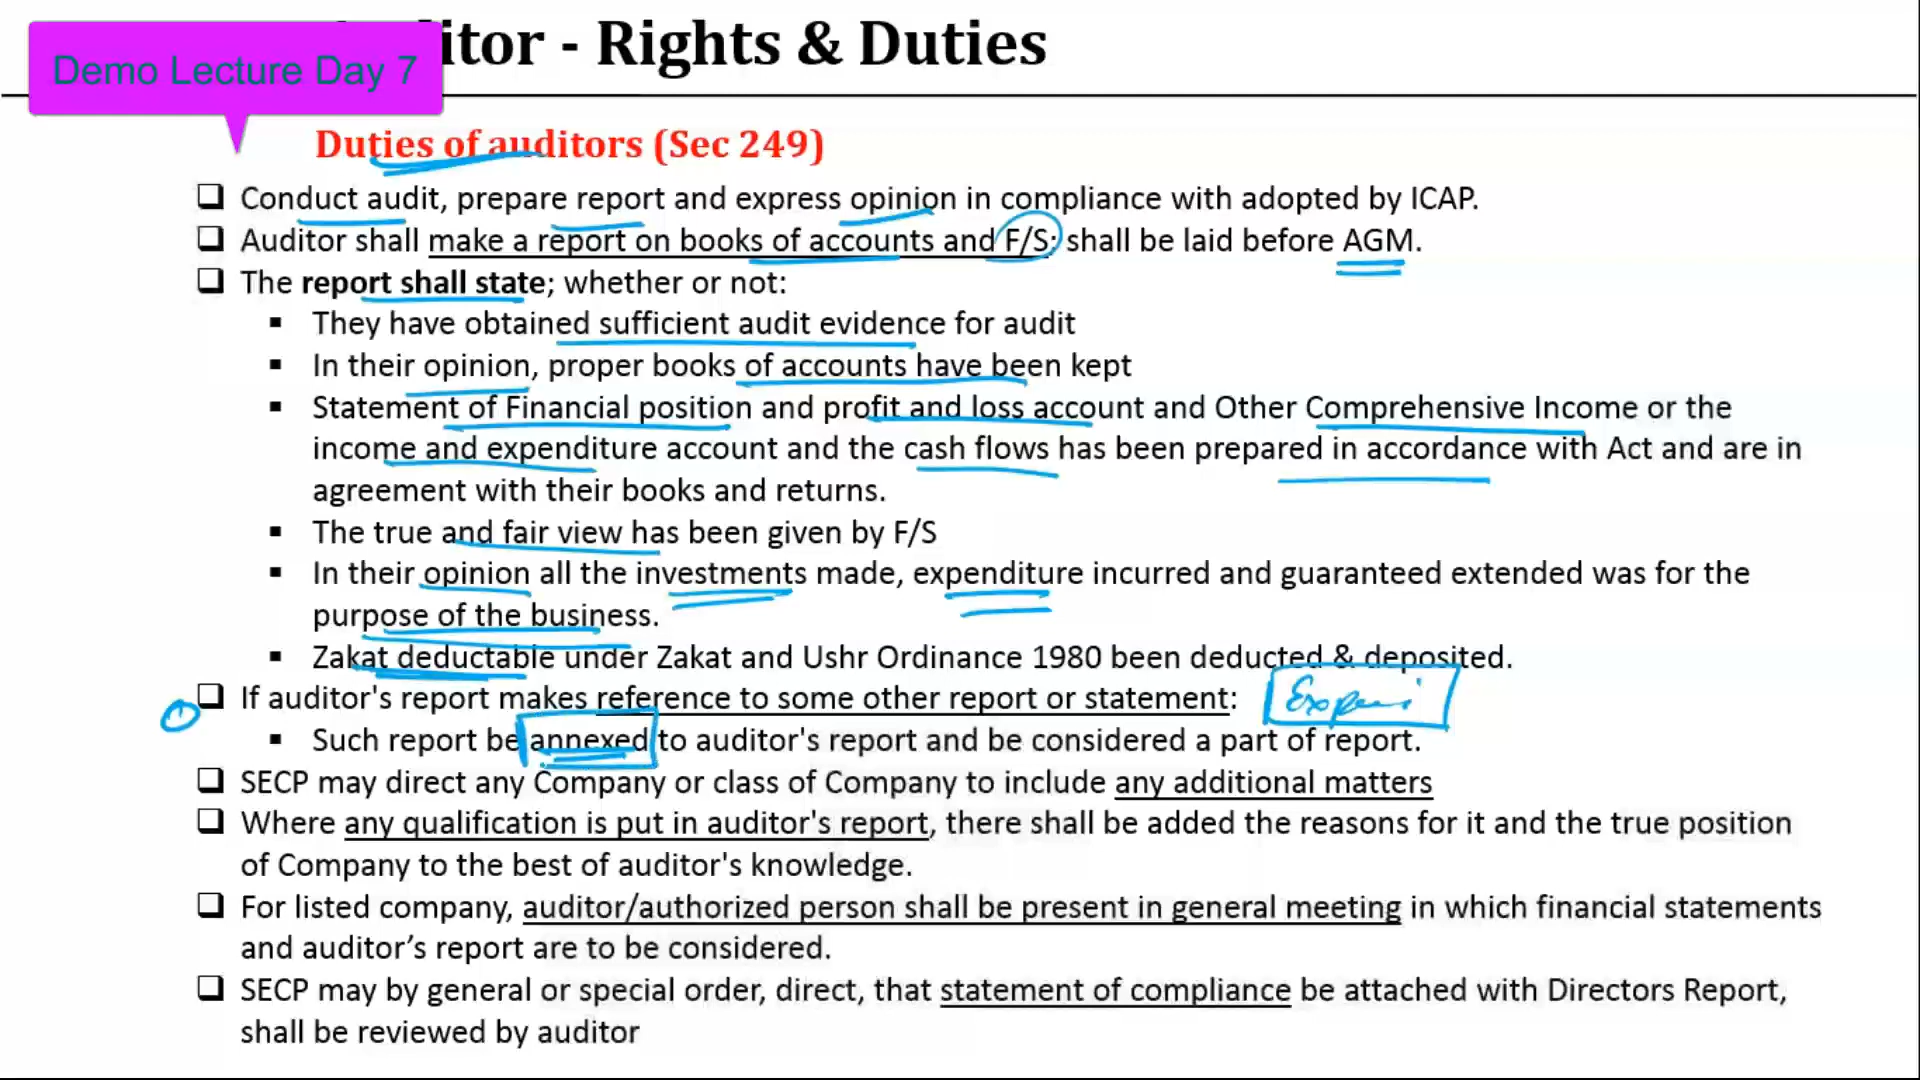 Demo Lecture Day 7
itor - Rights & Duties
Duties of auditors (Sec 249)
❑ Conduct audit, prepare report and express opinion in compliance with adopted by ICAP.
❑ Auditor shall make a report on books of accounts and F/S; shall be laid before AGM.
❑ The report shall state; whether or not:
▪ They have obtained sufficient audit evidence for audit
▪ In their opinion, proper books of accounts have been kept
▪ Statement of Financial position and profit and loss account and Other Comprehensive Income or the
income and expenditure account and the cash flows has been prepared in accordance with Act and are in
agreement with their books and returns.
▪ The true and fair view has been given by F/S
▪ In their opinion all the investments made, expenditure incurred and guaranteed extended was for the
purpose of the business.
▪ Zakat deductable under Zakat and Ushr Ordinance 1980 been deducted & deposited.
❑ If auditor's report makes reference to some other report or statement:
▪ Such report be annexed to auditor's report and be considered a part of report.
❑ SECP may direct any Company or class of Company to include any additional matters
❑ Where any qualification is put in auditor's report, there shall be added the reasons for it and the true position
of Company to the best of auditor's knowledge.
❑ For listed company, auditor/authorized person shall be present in general meeting in which financial statements
and auditor’s report are to be considered.
❑ SECP may by general or special order, direct, that statement of compliance be attached with Directors Report,
shall be reviewed by auditor